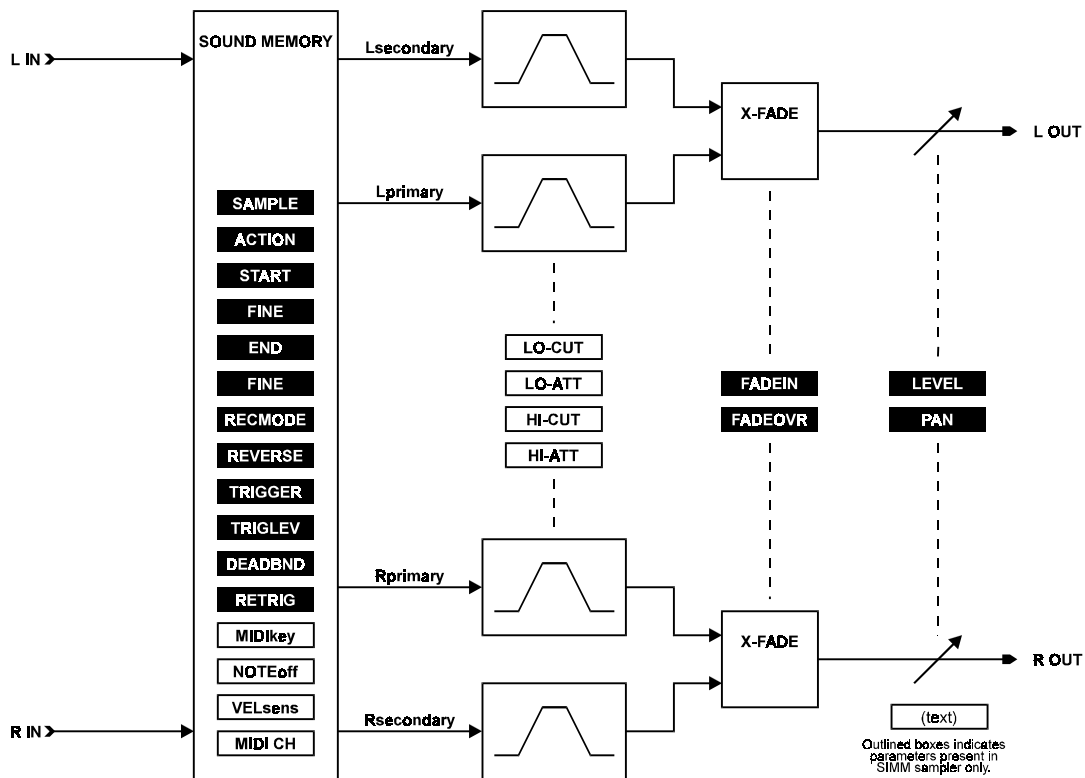 L IN
SOUND MEMORY
SAMPLE
ACTION
START
FINE
END
FINE
RECMODE
REVERSE
TRIGGER
TRIGLEV
DEADBND
RETRIG
MIDIkey
NOTEoff
VELsens
MIDI CH
R IN
Lsecondary
Lprimary
LO-CUT
LO-ATT
HI-CUT
HI-ATT
Rprimary
Rsecondary
X-FADE
FADEIN
FADEOVR
X-FADE
L OUT
LEVEL
PAN
R OUT
(text)
Outlined boxes indicates
parameters present in
SIMM sampler only.